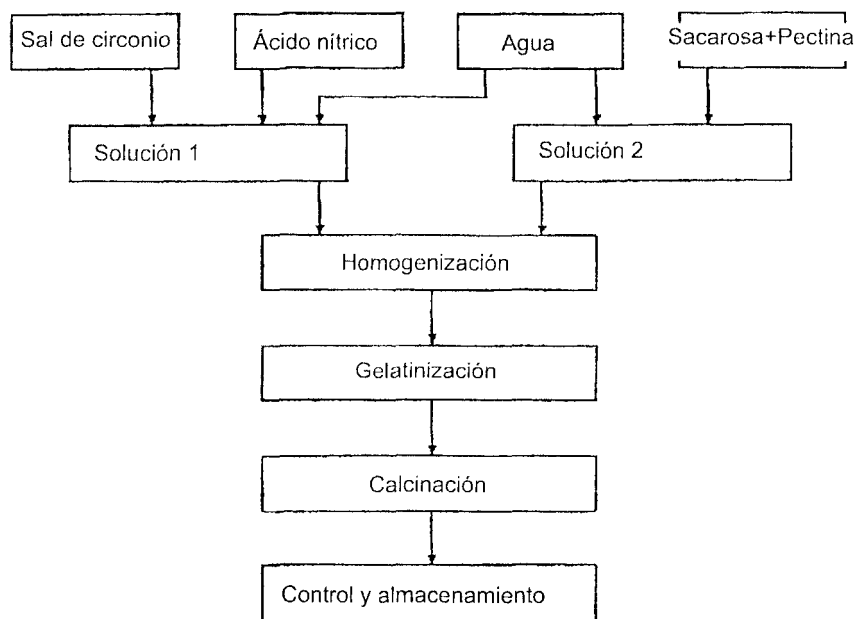 Sal de circonio
Ácido nítrico
Agua
Sacarosa+Pectina
Solución 1
Solución 2
Homogenización
Gelatinización
Calcinación
Control y almacenamiento